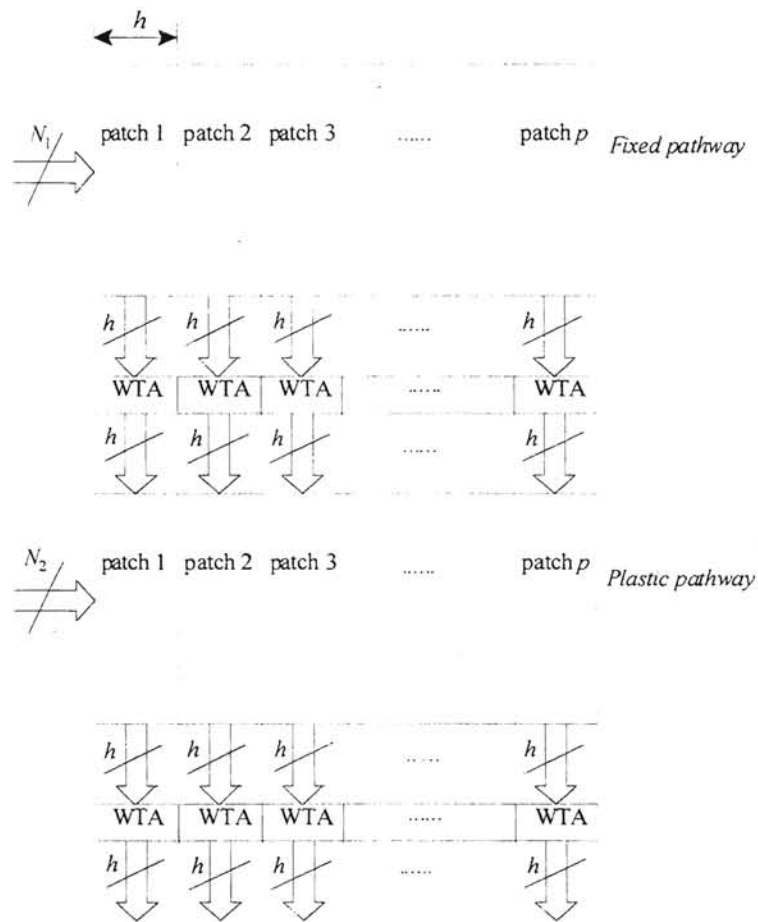 h
N₁ patch 1 patch 2 patch 3 ...... patch p Fixed pathway
h h h ...... h
WTA WTA WTA ...... WTA
h h h ...... h
N₂ patch 1 patch 2 patch 3 ...... patch p Plastic pathway
h h h ...... h
WTA WTA WTA ...... WTA
h h h ...... h